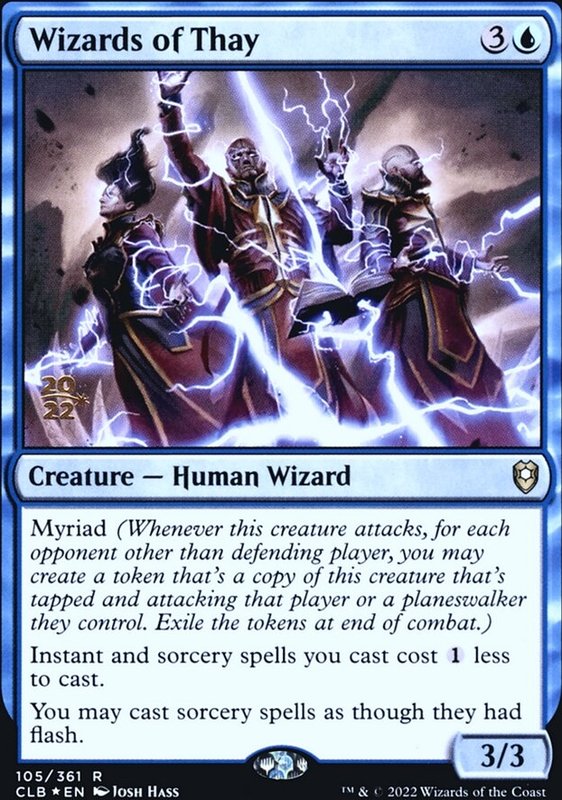 Wizards of Thay 3
20
22
Creature — Human Wizard
Myriad (Whenever this creature attacks, for each
opponent other than defending player, you may
create a token that's a copy of this creature that's
tapped and attacking that player or a planeswalker
they control. Exile the tokens at end of combat.)
Instant and sorcery spells you cast cost 1 less
to cast.
You may cast sorcery spells as though they had
flash.
3/3
105/361 R
CLB ★ EN Josh Hass ™ & © 2022 Wizards of the Coast